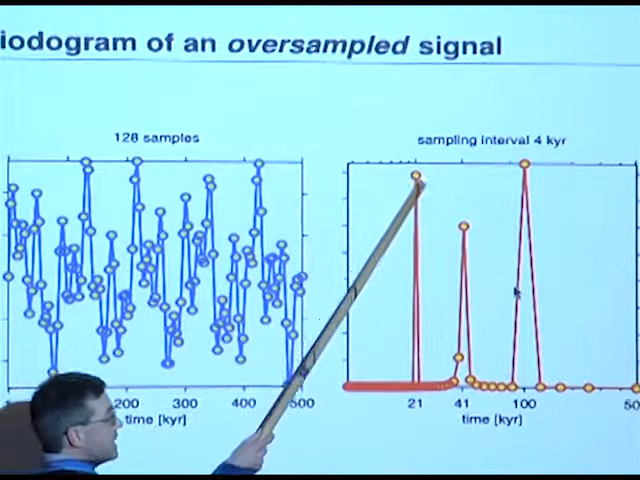 iodogram of an oversampled signal
128 samples
sampling interval 4 kyr
200 300 400 500
time [kyr]
21 41 100 50
time [kyr]